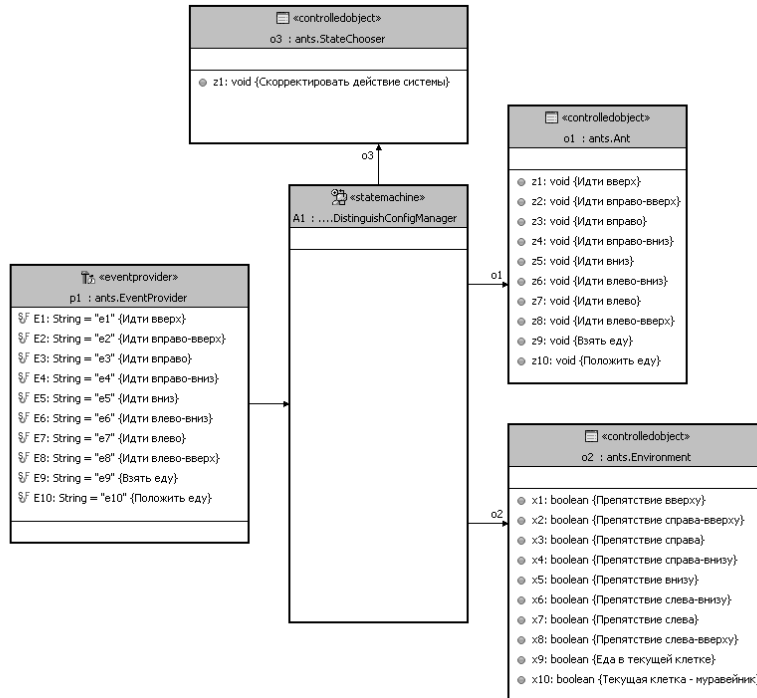 «controlledobject»
o3 : ants.StateChooser
z1: void {Скорректировать действие системы}
o3
«statemachine»
A1 : ....DistinguishConfigManager
«eventprovider»
p1 : ants.EventProvider
E1: String = "e1" {Идти вверх}
E2: String = "e2" {Идти вправо-вверх}
E3: String = "e3" {Идти вправо}
E4: String = "e4" {Идти вправо-вниз}
E5: String = "e5" {Идти вниз}
E6: String = "e6" {Идти влево-вниз}
E7: String = "e7" {Идти влево}
E8: String = "e8" {Идти влево-вверх}
E9: String = "e9" {Взять еду}
E10: String = "e10" {Положить еду}
o1
«controlledobject»
o1 : ants.Ant
z1: void {Идти вверх}
z2: void {Идти вправо-вверх}
z3: void {Идти вправо}
z4: void {Идти вправо-вниз}
z5: void {Идти вниз}
z6: void {Идти влево-вниз}
z7: void {Идти влево}
z8: void {Идти влево-вверх}
z9: void {Взять еду}
z10: void {Положить еду}
o2
«controlledobject»
o2 : ants.Environment
x1: boolean {Препятствие вверху}
x2: boolean {Препятствие справа-вверху}
x3: boolean {Препятствие справа}
x4: boolean {Препятствие справа-внизу}
x5: boolean {Препятствие внизу}
x6: boolean {Препятствие слева-внизу}
x7: boolean {Препятствие слева}
x8: boolean {Препятствие слева-вверху}
x9: boolean {Еда в текущей клетке}
x10: boolean {Текущая клетка - муравейник}